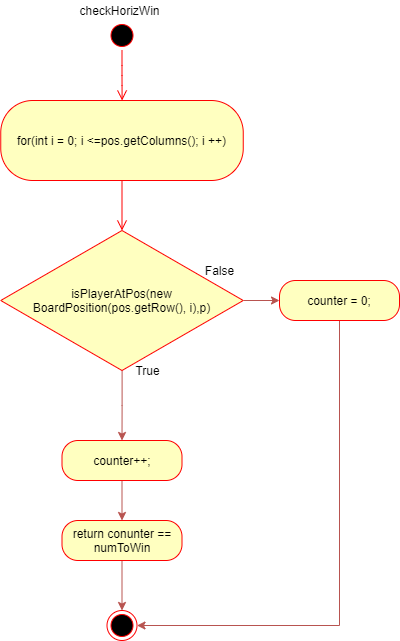 checkHorizWin
for(int i = 0; i <=pos.getColumns(); i ++)
False
isPlayerAtPos(new
BoardPosition(pos.getRow(), i),p)
counter = 0;
True
counter++;
return conunter ==
numToWin